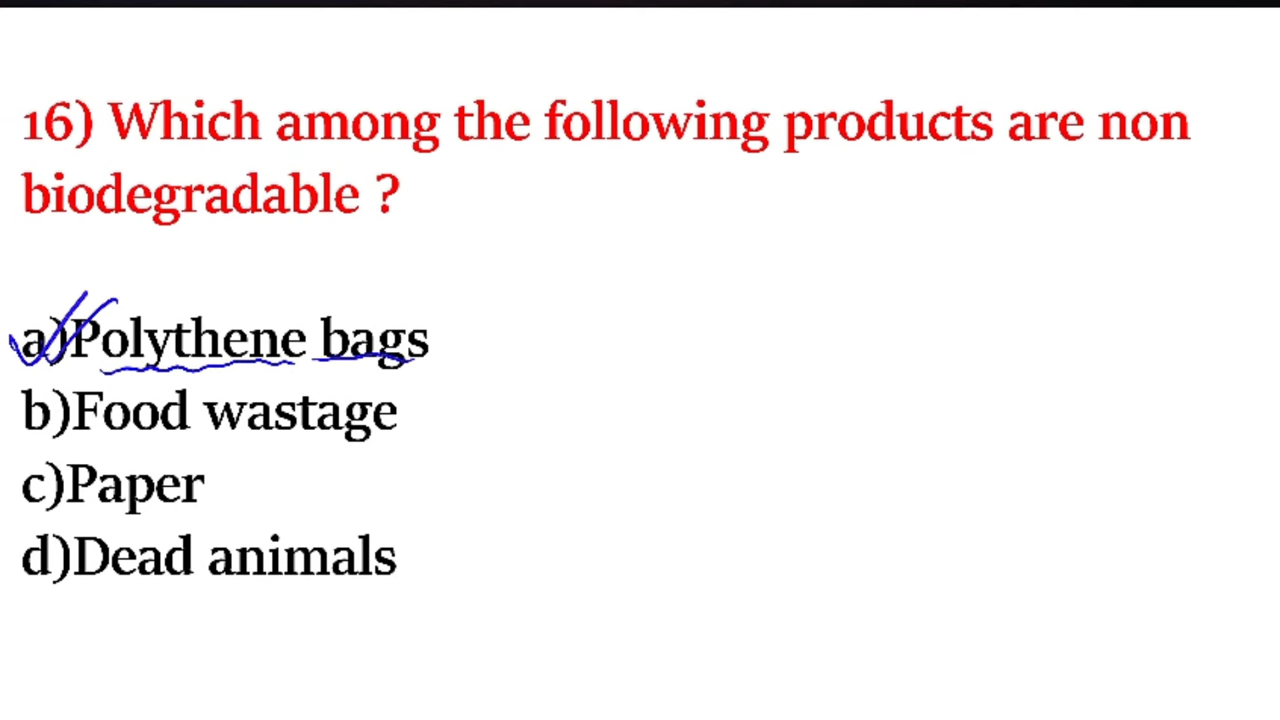 16) Which among the following products are non
biodegradable ?
a)Polythene bags
b)Food wastage
c)Paper
d)Dead animals